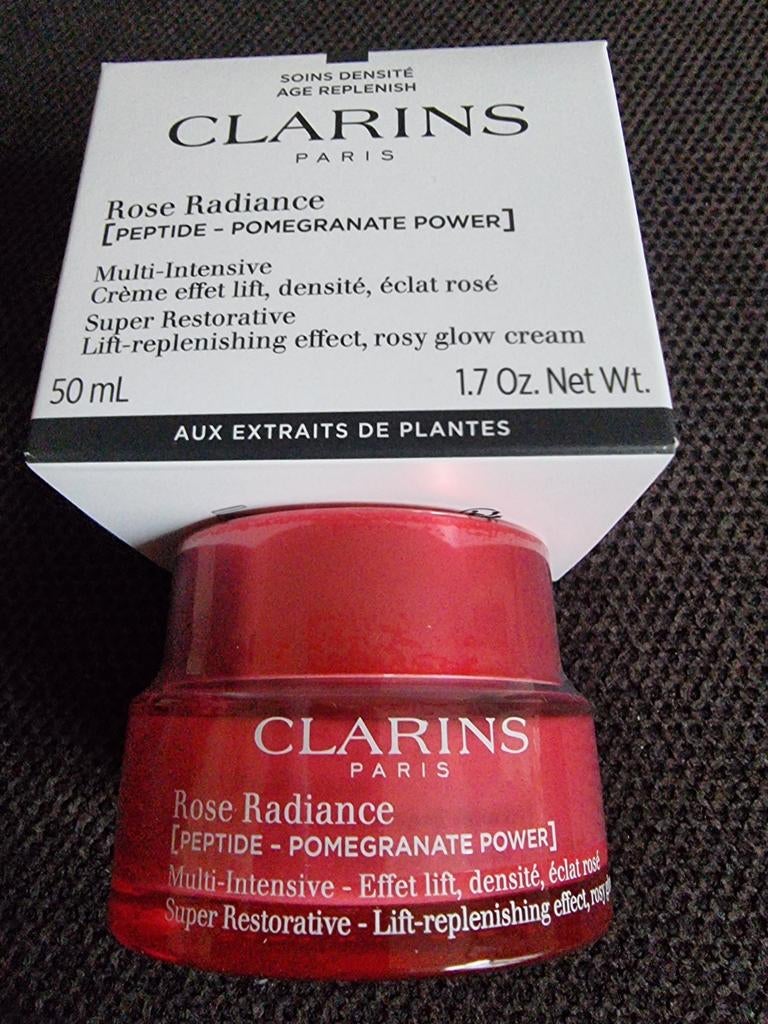 SOINS DENSITÉ
AGE REPLENISH
CLARINS
PARIS
Rose Radiance
[PEPTIDE – POMEGRANATE POWER]
Multi-Intensive
Crème effet lift, densité, éclat rosé
Super Restorative
Lift-replenishing effect, rosy glow cream
50 mL 1.7 Oz. Net Wt.
AUX EXTRAITS DE PLANTES
CLARINS
PARIS
Rose Radiance
[PEPTIDE – POMEGRANATE POWER]
Multi-Intensive - Effet lift, densité, éclat rosé
Super Restorative - Lift-replenishing effect, rosy